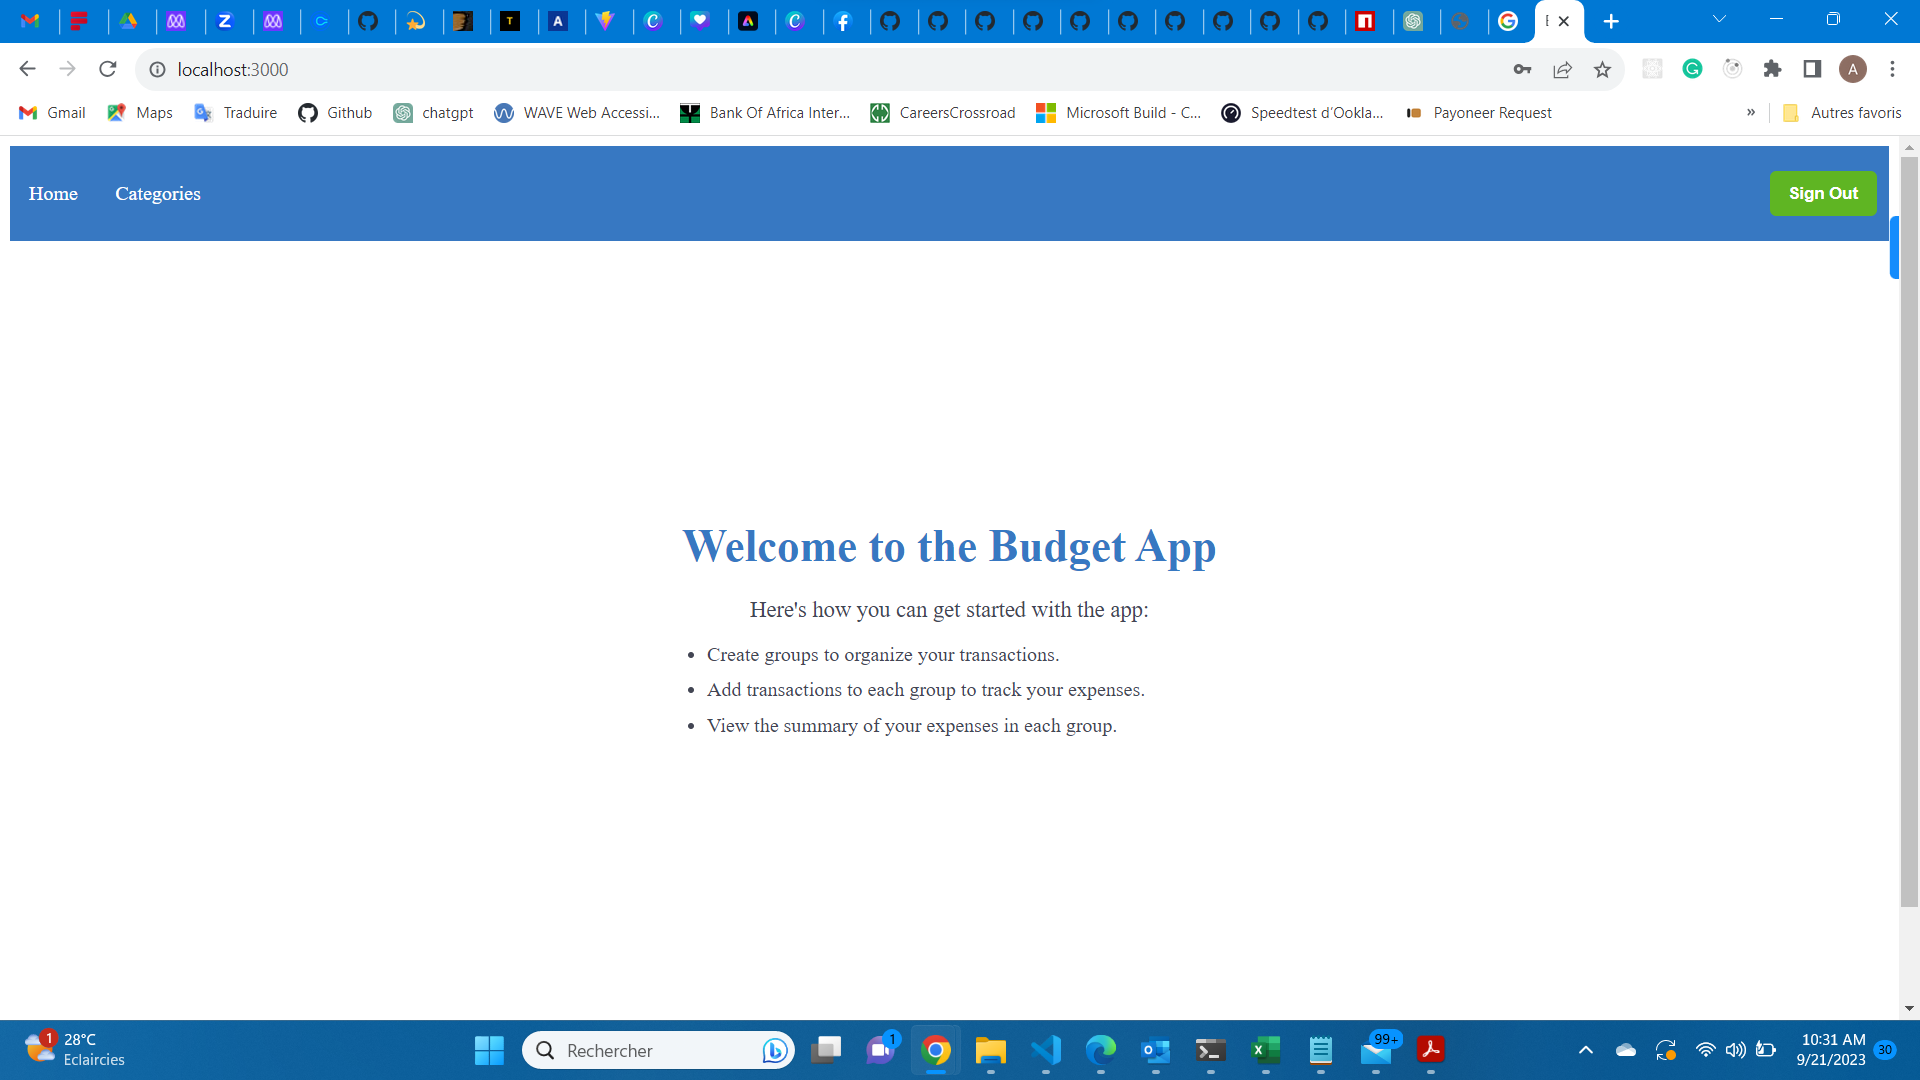 localhost:3000
A
Gmail
Maps
Traduire
Github
chatgpt
WAVE Web Accessi...
Bank Of Africa Inter...
CareersCrossroad
Microsoft Build - C...
Speedtest d'Ookla...
Payoneer Request
»
Autres favoris
Home
Categories
Sign Out
Welcome to the Budget App
Here's how you can get started with the app:
• Create groups to organize your transactions.
• Add transactions to each group to track your expenses.
• View the summary of your expenses in each group.
1
28°C
Eclaircies
Rechercher
1
99+
10:31 AM
9/21/2023
30